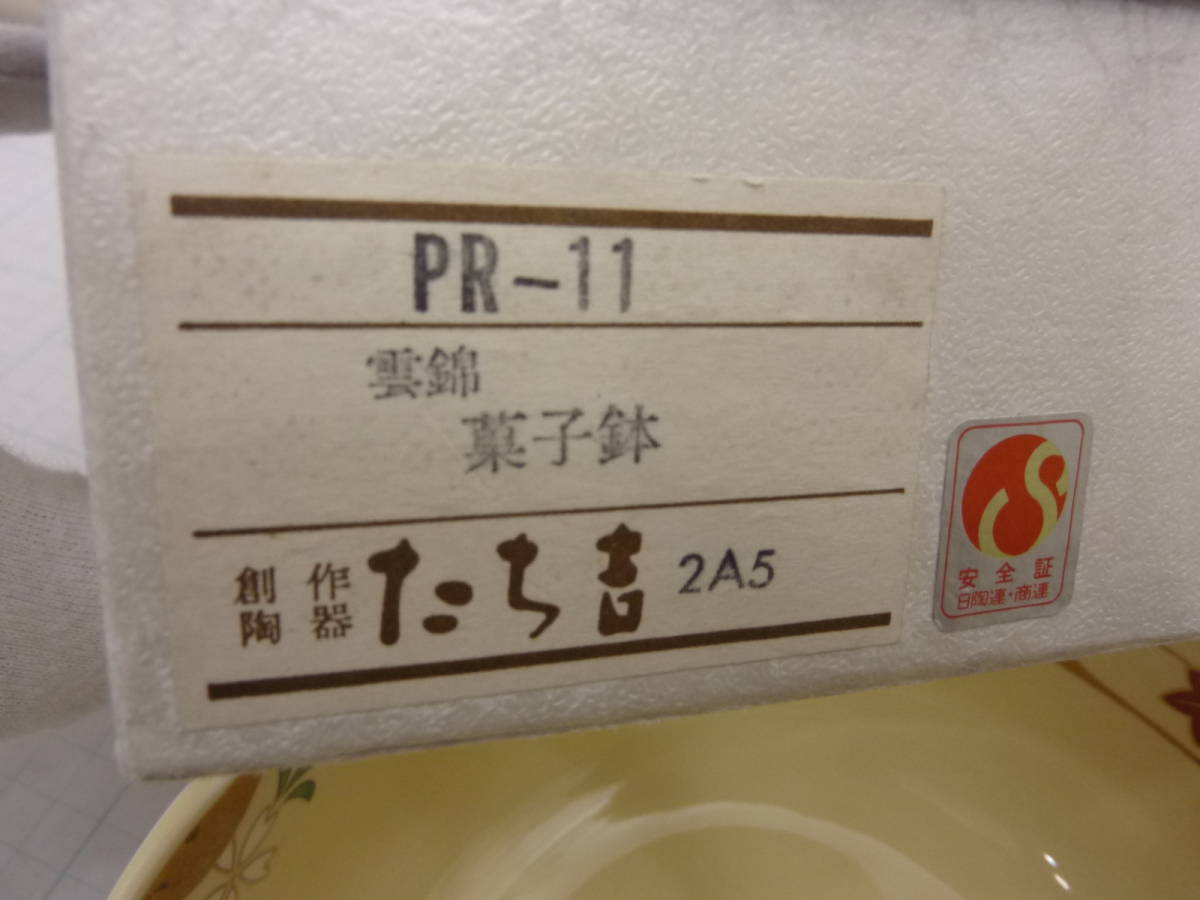 PR-11
雲錦
菓子鉢
創作
陶器
たち吉
2A5
安全証
日陶連・商連